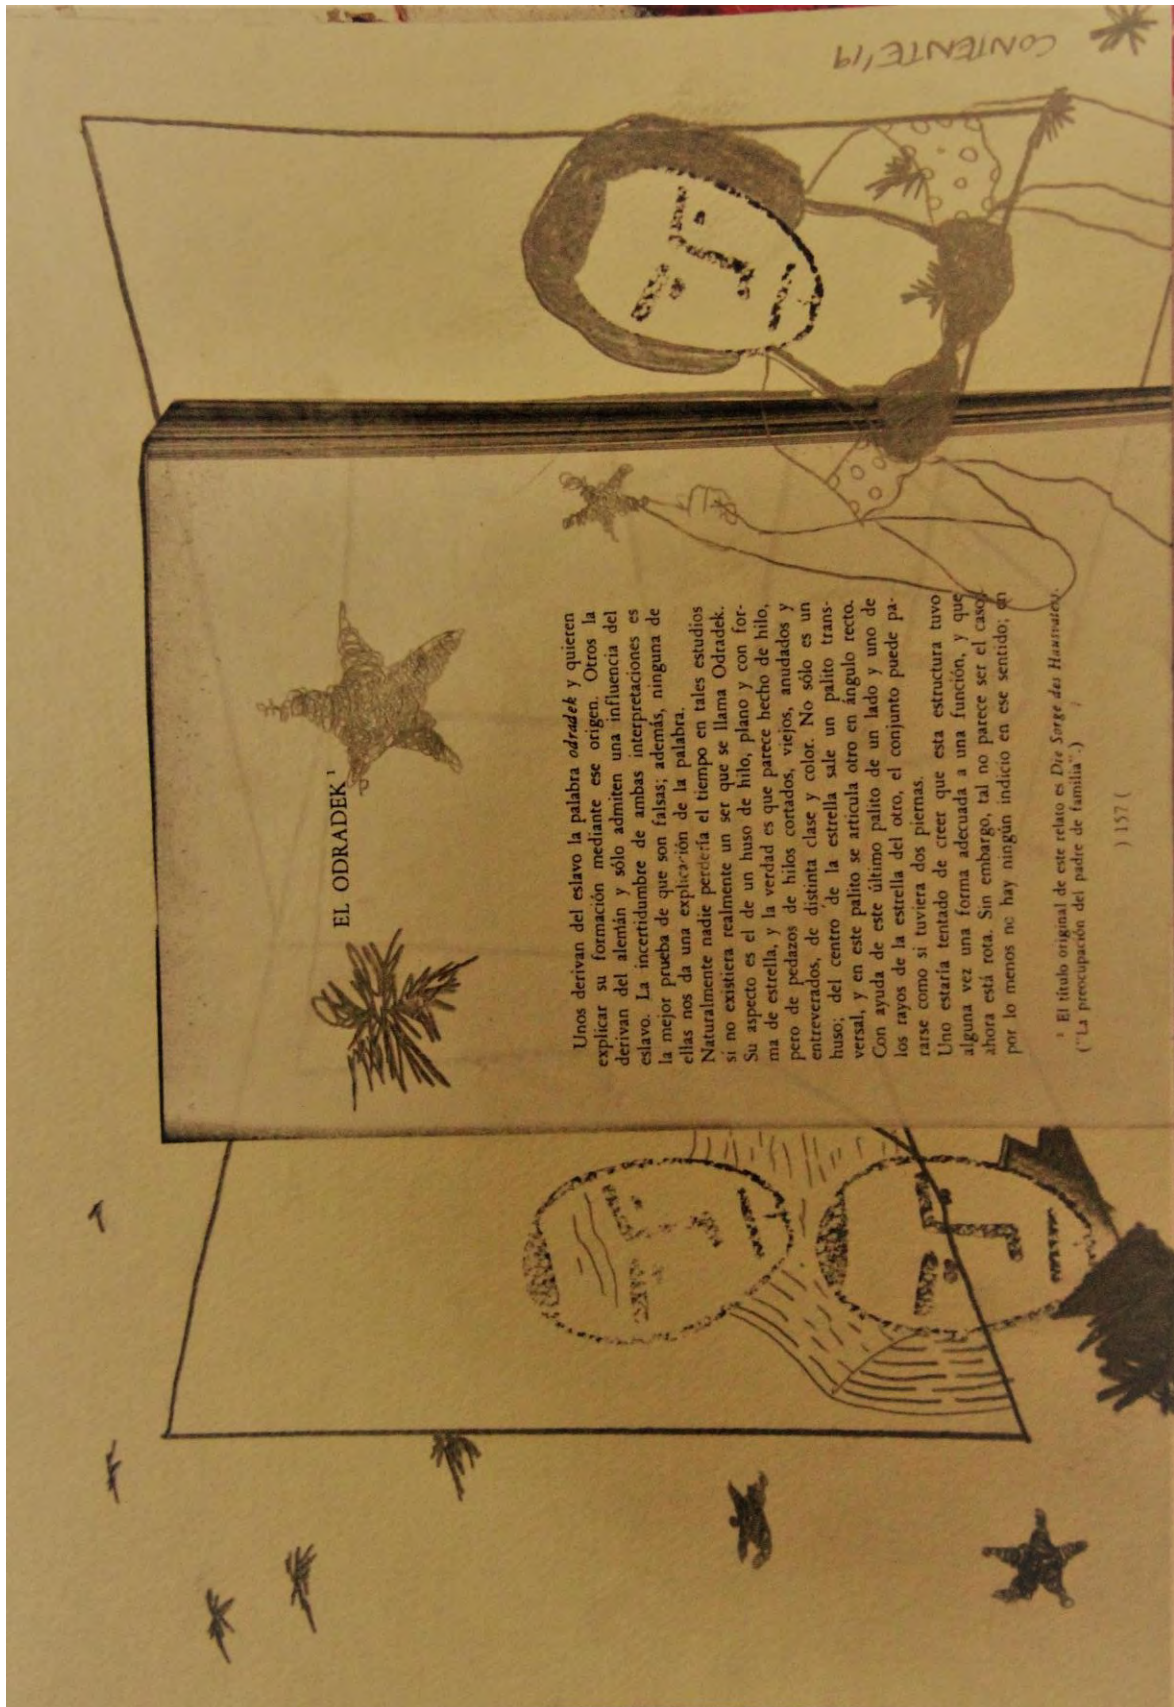 CONTENTE'19
EL ODRADEK ¹
Unos derivan del eslavo la palabra odradek y quieren
explicar su formación mediante ese origen. Otros la
derivan del alemán y sólo admiten una influencia del
eslavo. La incertidumbre de ambas interpretaciones es
la mejor prueba de que son falsas; además, ninguna de
ellas nos da una explicación de la palabra.
Naturalmente nadie perdería el tiempo en tales estudios
si no existiera realmente un ser que se llama Odradek.
Su aspecto es el de un huso de hilo, plano y con for-
ma de estrella, y la verdad es que parece hecho de hilo,
pero de pedazos de hilos cortados, viejos, anudados y
entreverados, de distinta clase y color. No sólo es un
huso; del centro de la estrella sale un palito trans-
versal, y en este palito se articula otro en ángulo recto.
Con ayuda de este último palito de un lado y uno de
los rayos de la estrella del otro, el conjunto puede pa-
rarse como si tuviera dos piernas.
Uno estaría tentado de creer que esta estructura tuvo
alguna vez una forma adecuada a una función, y que
ahora está rota. Sin embargo, tal no parece ser el caso;
por lo menos no hay ningún indicio en ese sentido; en
¹ El título original de este relato es Die Sorge des Hausvaters.
("La preocupación del padre de familia".)
) 157 (